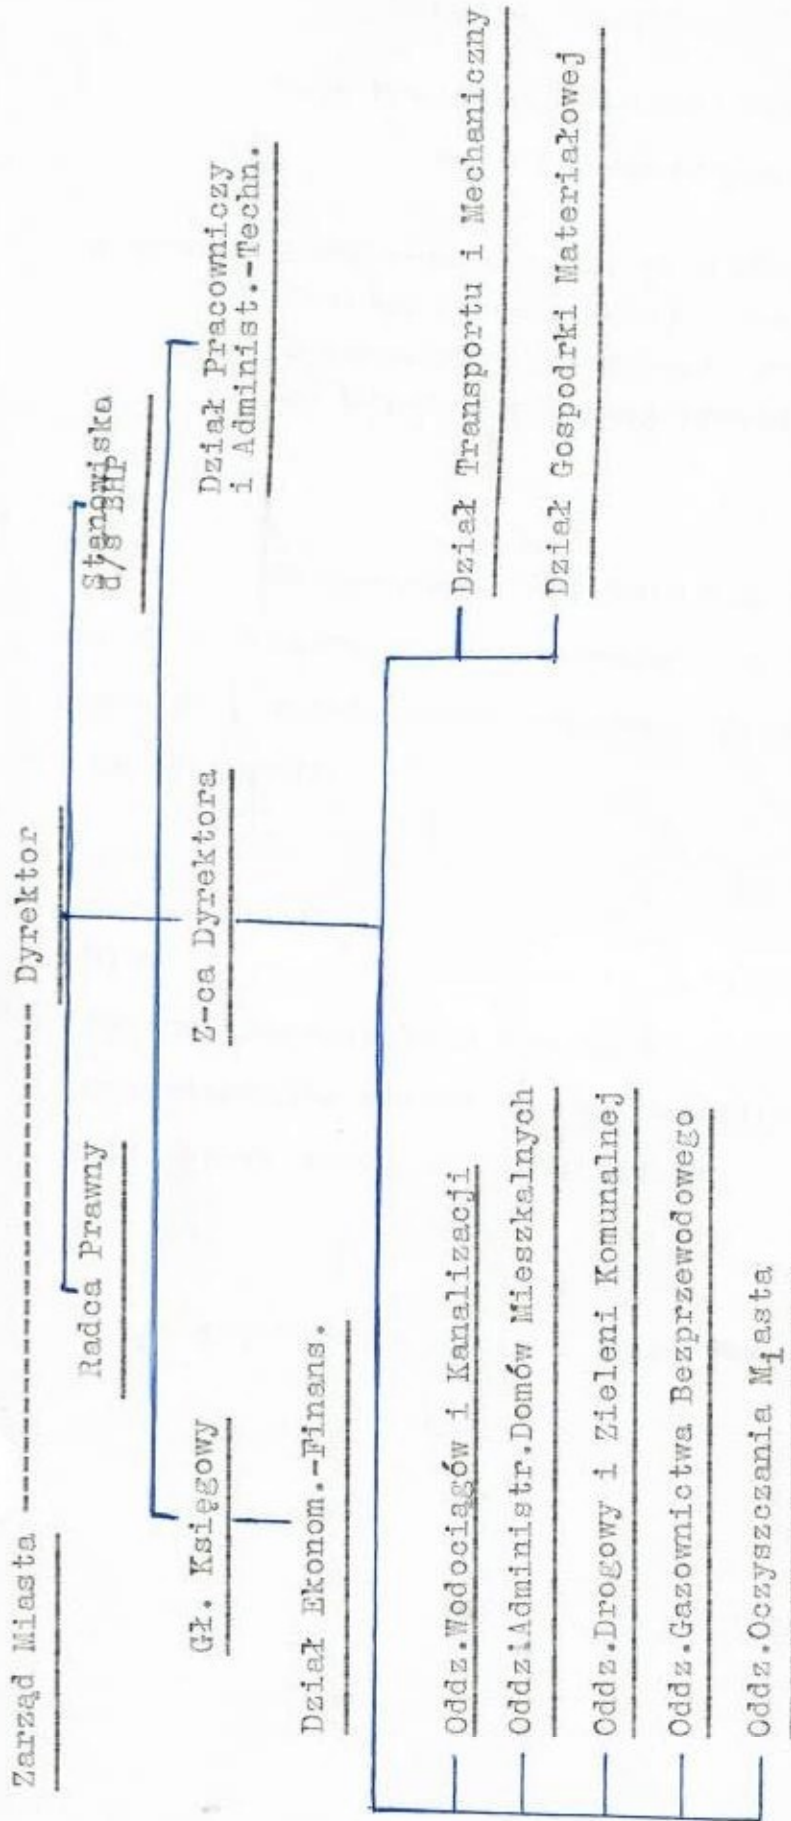 Zarząd Miasta ------------------------ Dyrektor
Radca Prawny
Stanowiska
d/s BHP
Gł. Księgowy
Z-ca Dyrektora
Dział Pracowniczy
i Administ.-Techn.
Dział Ekonom.-Finans.
Oddz.Wodociągów i Kanalizacji
OddziAdministr.Domów Mieszkalnych
Oddz.Drogowy i Zieleni Komunalnej
Oddz.Gazownictwa Bezprzewodowego
Oddz.Oczyszczania Miasta
Dział Transportu i Mechaniczny
Dział Gospodrki Materiałowej